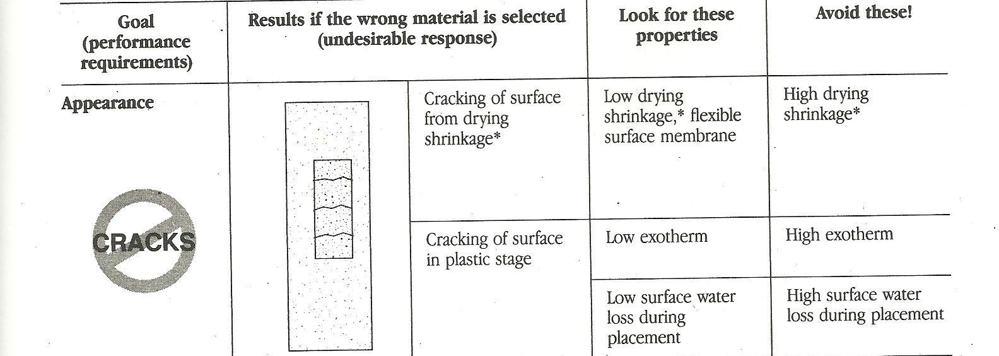 Goal
(performance
requirements)
Results if the wrong material is selected
(undesirable response)
Look for these
properties
Avoid these!
Appearance
CRACKS
Cracking of surface
from drying
shrinkage*
Low drying
shrinkage,* flexible
surface membrane
High drying
shrinkage*
Cracking of surface
in plastic stage
Low exotherm
High exotherm
Low surface water
loss during
placement
High surface water
loss during placement